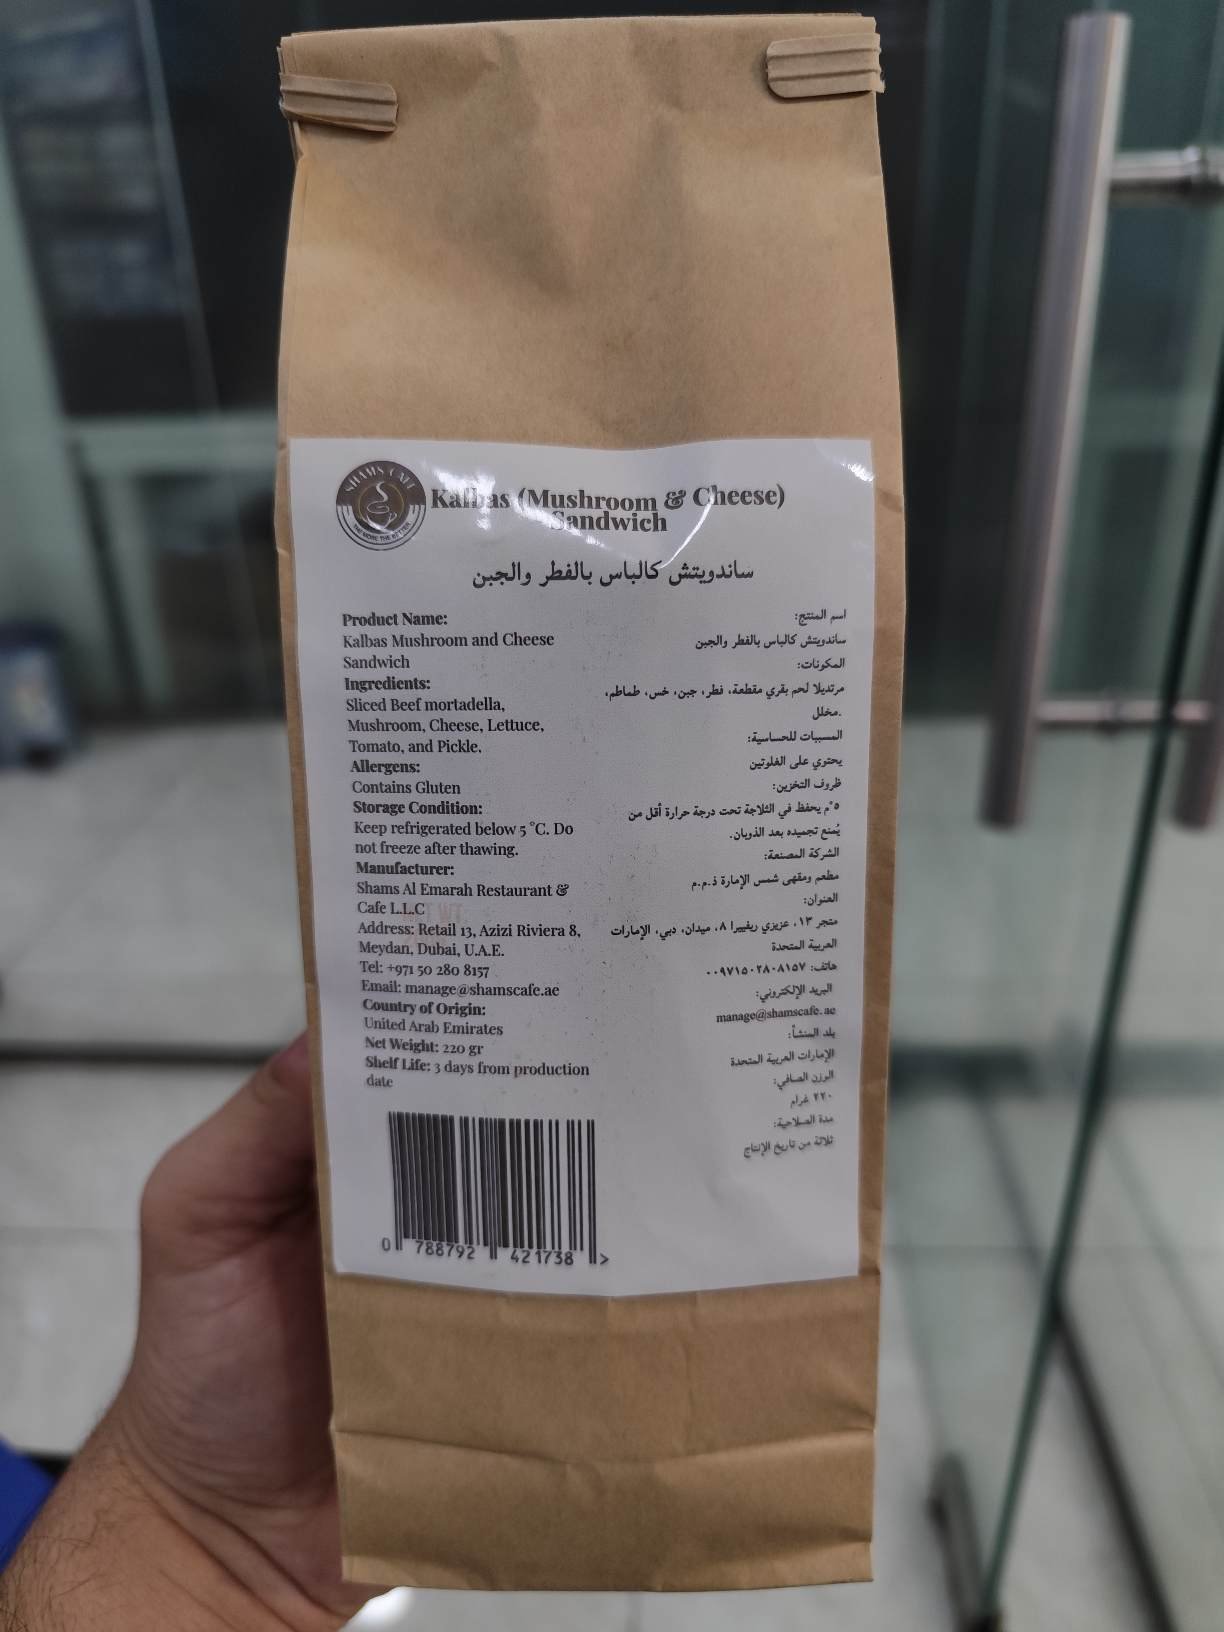 SHAMS CAFE
THE MORE THE BETTER
Kalbas (Mushroom & Cheese)
Sandwich
ساندويتش كالباس بالفطر والجبن
Product Name:
Kalbas Mushroom and Cheese
Sandwich
Ingredients:
Sliced Beef mortadella,
Mushroom, Cheese, Lettuce,
Tomato, and Pickle.
Allergens:
Contains Gluten
Storage Condition:
Keep refrigerated below 5 °C. Do
not freeze after thawing.
Manufacturer:
Shams Al Emarah Restaurant &
Cafe L.L.C
Address: Retail 13, Azizi Riviera 8,
Meydan, Dubai, U.A.E.
Tel: +971 50 280 8157
Email: manage@shamscafe.ae
Country of Origin:
United Arab Emirates
Net Weight: 220 gr
Shelf Life: 3 days from production
date
اسم المنتج:
ساندويتش كالباس بالفطر والجبن
المكونات:
مرتديلا لحم بقري مقطعة، فطر، جبن، خس، طماطم،
مخلل.
المسببات للحساسية:
يحتري على الغلوتين
ظروف التخزين:
٥°م يحفظ في الثلاجة تحت درجة حرارة أقل من
يُمنع تجميده بعد الذوبان.
الشركة المصنعة:
مطعم ومقهى شمس الإمارة ذ.م.م
العنوان:
متجر ١٣، عزيزي ريفييرا ٨، ميدان، دبي، الإمارات
العربية المتحدة
هاتف: ٠٠٩٧١٥٠٢٨٠٨١٥٧
البريد الإلكتروني:
manage@shamscafe.ae
بلد المنشأ:
الإمارات العربية المتحدة
الوزن الصافي:
٢٢٠ غرام
مدة الصلاحية:
ثلاثة من تاريخ الإنتاج
0 788792 421738 >